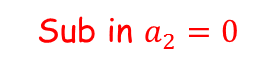 Sub in a₂ = 0